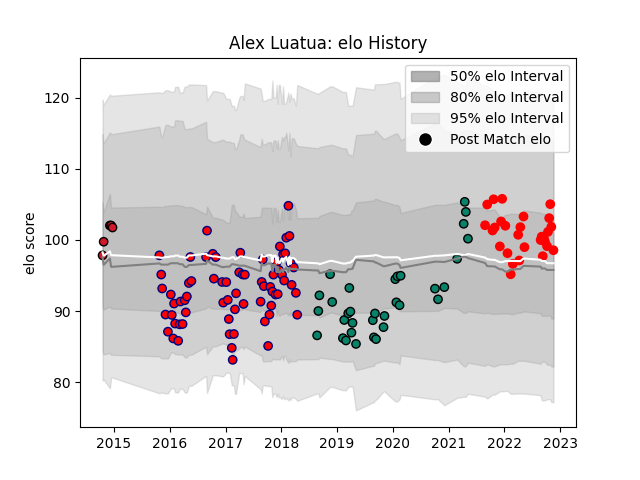 Alex Luatua: elo History
50% elo Interval
80% elo Interval
95% elo Interval
Post Match elo
elo score
120
110
100
90
80
2015 2016 2017 2018 2019 2020 2021 2022 2023